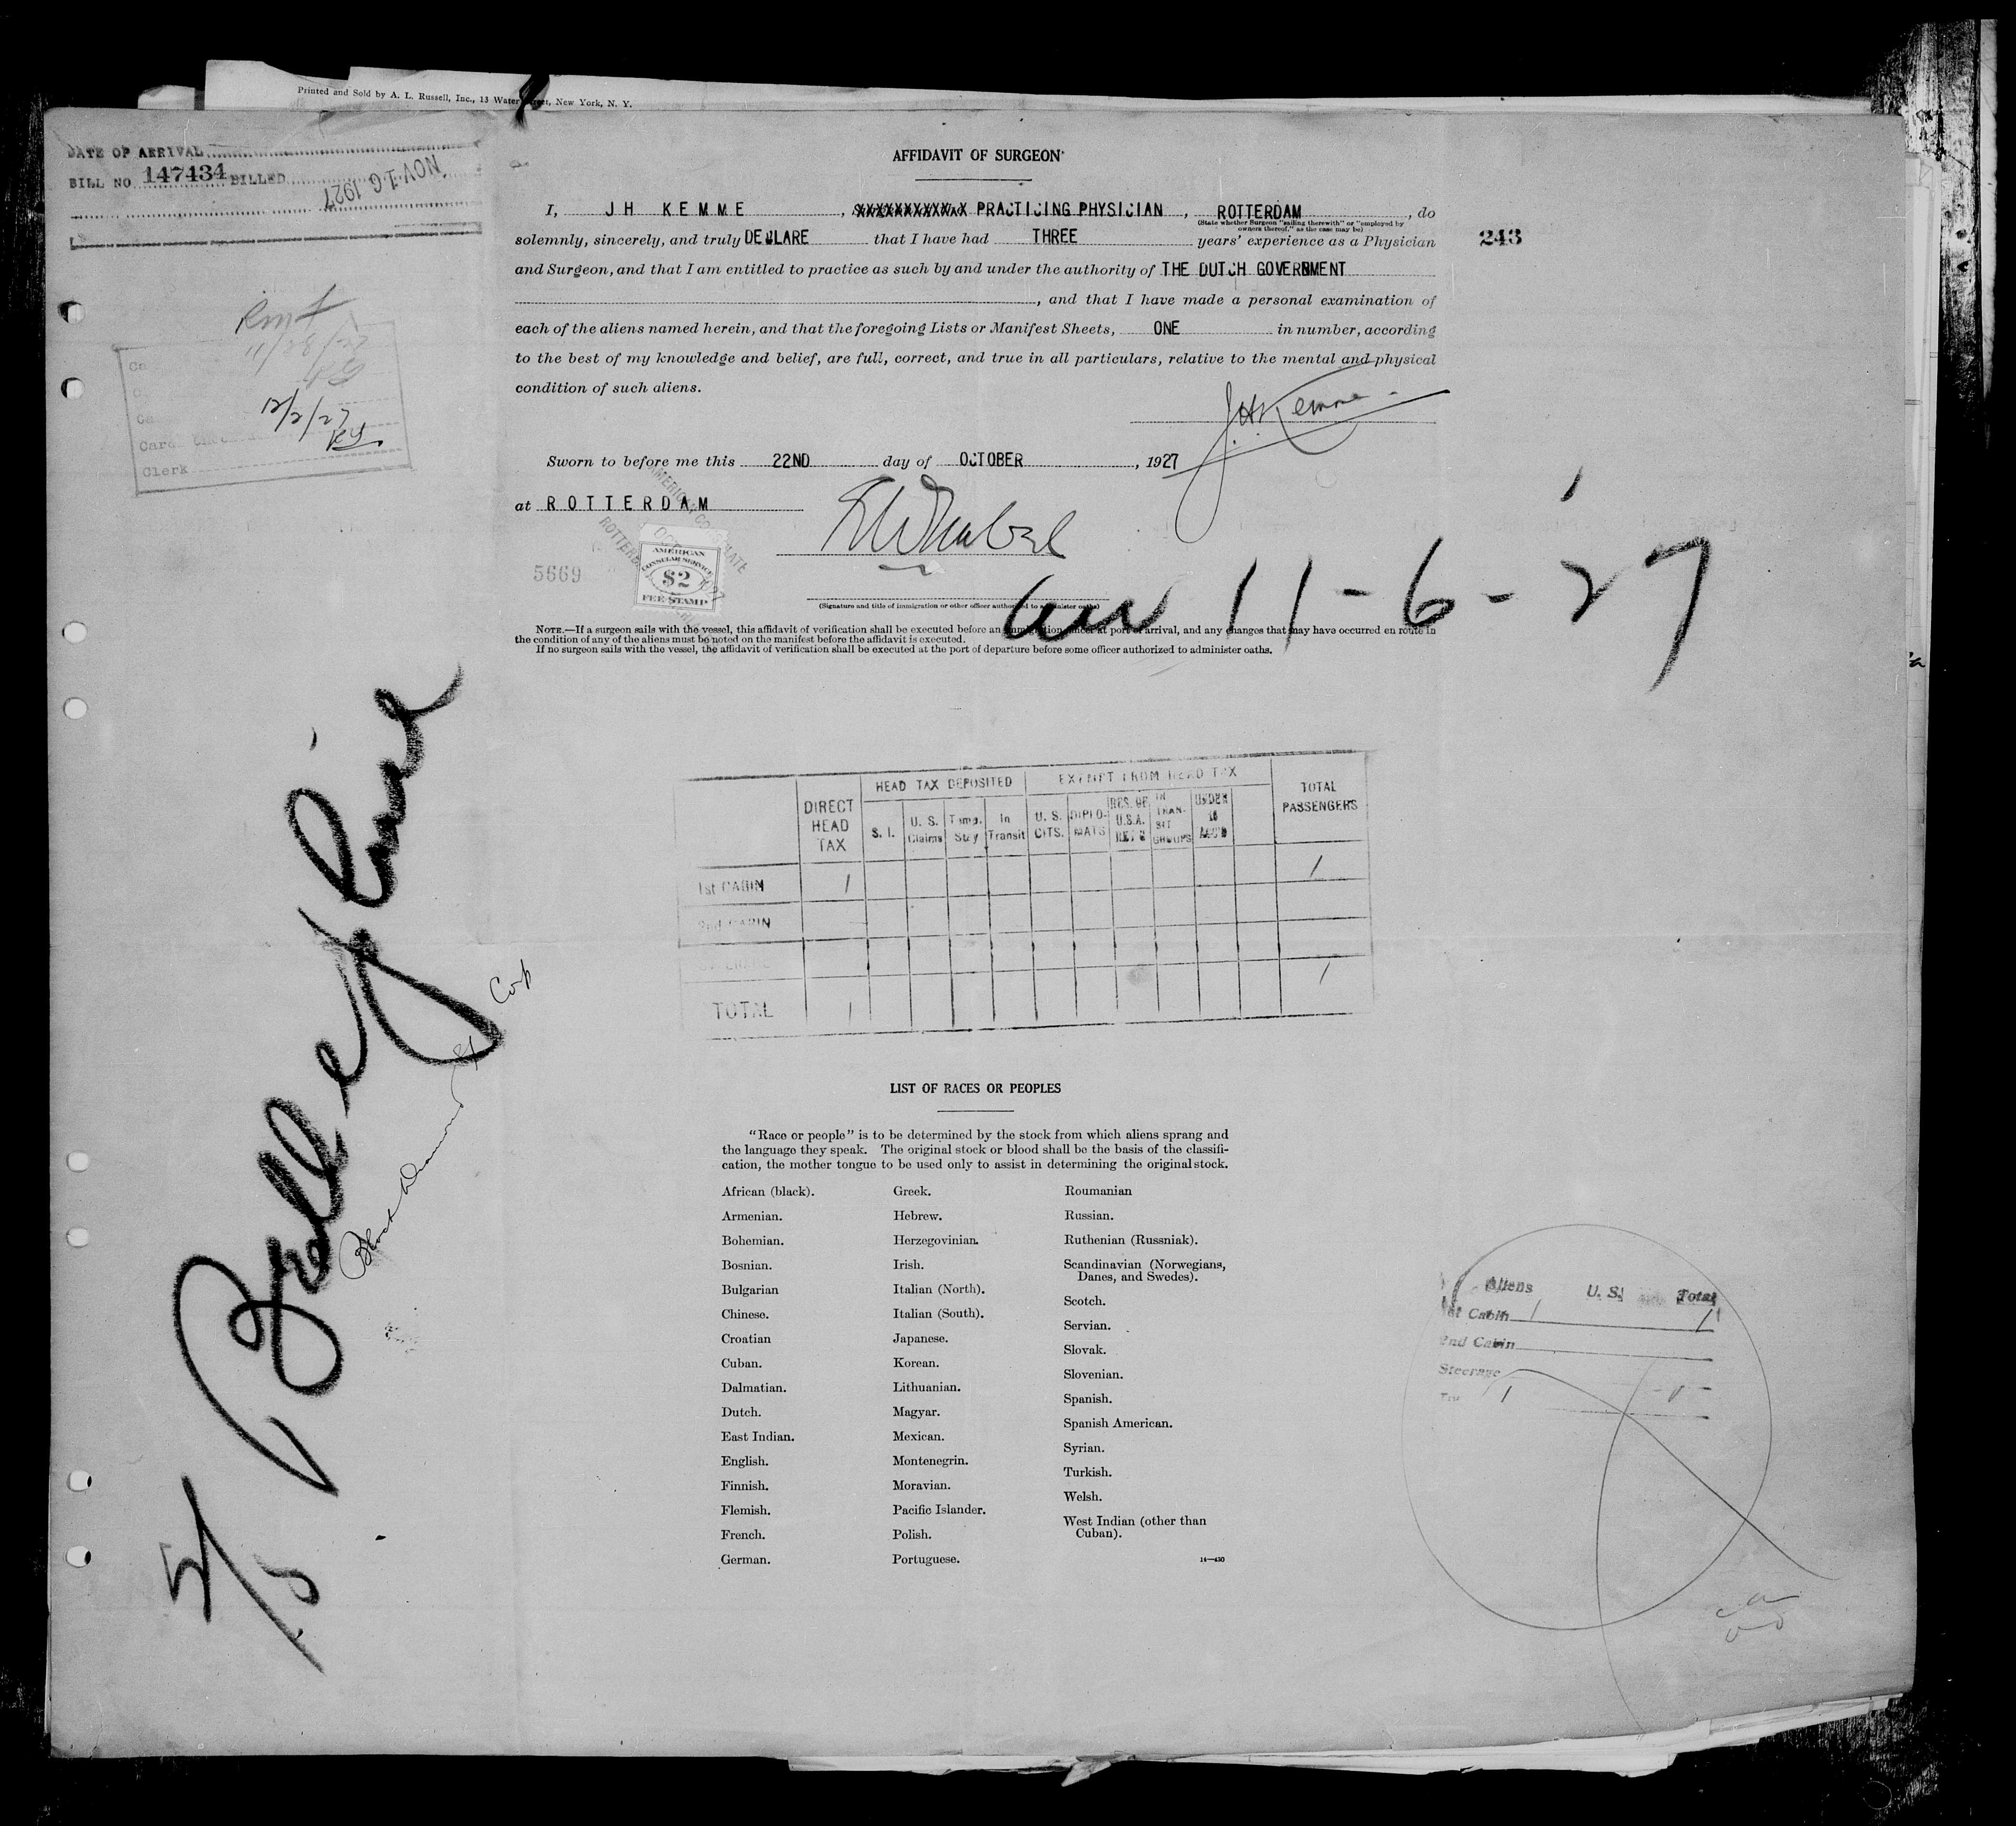 Printed and Sold by A. L. Russell, Inc., 13 Water Street, New York, N. Y.
DATE OF ARRIVAL
BILL NO. 147434 BILLED NOV 16 1927
AFFIDAVIT OF SURGEON
I, J H KEMME, XXXXXXXXXXX PRACTICING PHYSICIAN, ROTTERDAM, do
(State whether Surgeon "sailing therewith" or "employed by
owners thereof," as the case may be)
solemnly, sincerely, and truly DECLARE that I have had THREE years' experience as a Physician
243
and Surgeon, and that I am entitled to practice as such by and under the authority of THE DUTCH GOVERNMENT
, and that I have made a personal examination of
each of the aliens named herein, and that the foregoing Lists or Manifest Sheets, ONE in number, according
to the best of my knowledge and belief, are full, correct, and true in all particulars, relative to the mental and physical
condition of such aliens.
J.H. Kemme
Sworn to before me this 22ND day of OCTOBER, 1927
at ROTTERDAM
12/2/27
Clerk
AMERICAN CONSULATE
5669
AMERICAN
CONSULAR SERVICE
$2
FEE STAMP
(Signature and title of immigration or other officer authorized to administer oaths)
arr 11-6-27
NOTE.—If a surgeon sails with the vessel, this affidavit of verification shall be executed before an immigration officer at port of arrival, and any changes that may have occurred en route in
the condition of any of the aliens must be noted on the manifest before the affidavit is executed.
If no surgeon sails with the vessel, the affidavit of verification shall be executed at the port of departure before some officer authorized to administer oaths.
HEAD TAX DEPOSITED EXEMPT FROM HEAD TAX
DIRECT HEAD TAX S. I. U. S. Claims Temp. Stay In Transit U. S. CITS. DIPLOMATS RES. OF U.S.A. RET'G IN TRANSIT GROUPS UNDER 16 ACC'D TOTAL PASSENGERS
1st CABIN 1 1
2nd CABIN
TOTAL 1 1
S/S
Black Diamond SS Corp
LIST OF RACES OR PEOPLES
"Race or people" is to be determined by the stock from which aliens sprang and
the language they speak. The original stock or blood shall be the basis of the classifi-
cation, the mother tongue to be used only to assist in determining the original stock.
African (black).
Armenian.
Bohemian.
Bosnian.
Bulgarian
Chinese.
Croatian
Cuban.
Dalmatian.
Dutch.
East Indian.
English.
Finnish.
Flemish.
French.
German.
Greek.
Hebrew.
Herzegovinian.
Irish.
Italian (North).
Italian (South).
Japanese.
Korean.
Lithuanian.
Magyar.
Mexican.
Montenegrin.
Moravian.
Pacific Islander.
Polish.
Portuguese.
Roumanian
Russian.
Ruthenian (Russniak).
Scandinavian (Norwegians,
Danes, and Swedes).
Scotch.
Servian.
Slovak.
Slovenian.
Spanish.
Spanish American.
Syrian.
Turkish.
Welsh.
West Indian (other than
Cuban).
14—430
Aliens U. S. Total
1st Cabin 1 1
2nd Cabin
Steerage
1